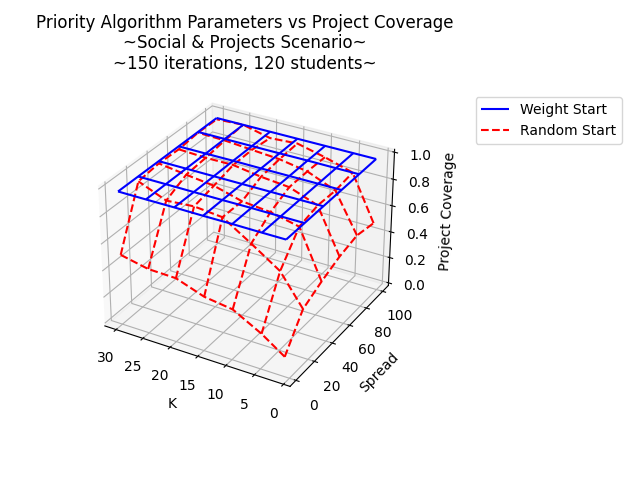 Priority Algorithm Parameters vs Project Coverage
~Social & Projects Scenario~
~150 iterations, 120 students~
Weight Start
Random Start
1.0
0.8
0.6
0.4
0.2
0.0
Project Coverage
100
80
60
40
20
0
Spread
30
25
20
15
10
5
0
K